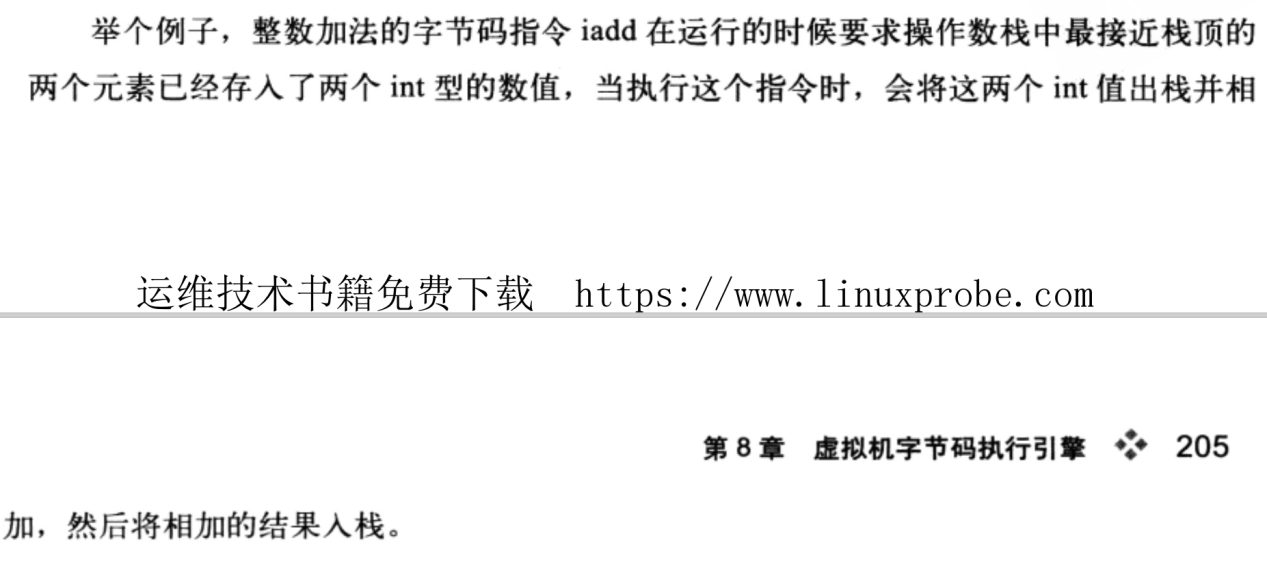 举个例子，整数加法的字节码指令 iadd 在运行的时候要求操作数栈中最接近栈顶的
两个元素已经存入了两个 int 型的数值，当执行这个指令时，会将这两个 int 值出栈并相
运维技术书籍免费下载 https://www.linuxprobe.com
第 8 章 虚拟机字节码执行引擎 ❖ 205
加，然后将相加的结果入栈。